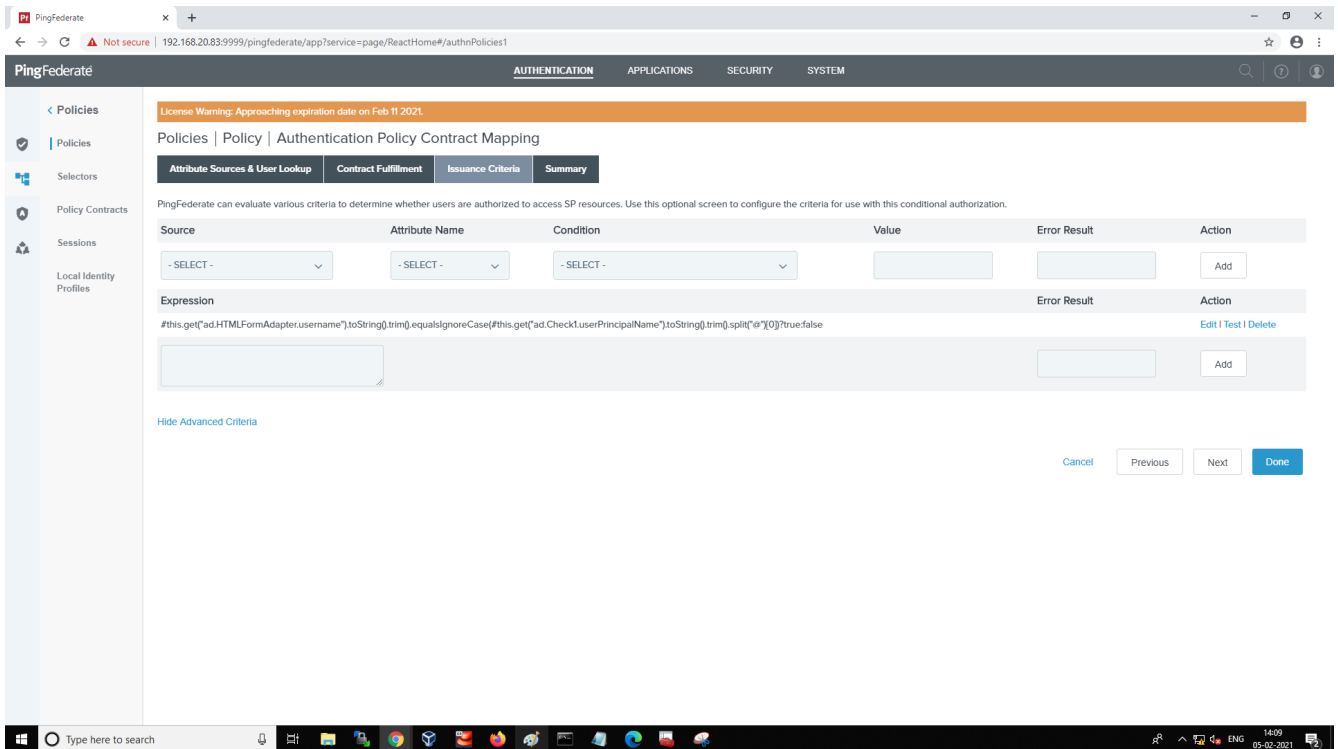 Pr PingFederate
Not secure | 192.168.20.83:9999/pingfederate/app?service=page/ReactHome#/authnPolicies1
PingFederate AUTHENTICATION APPLICATIONS SECURITY SYSTEM
< Policies
Policies
Selectors
Policy Contracts
Sessions
Local Identity
Profiles
License Warning: Approaching expiration date on Feb 11 2021.
Policies | Policy | Authentication Policy Contract Mapping
Attribute Sources & User Lookup Contract Fulfillment Issuance Criteria Summary
PingFederate can evaluate various criteria to determine whether users are authorized to access SP resources. Use this optional screen to configure the criteria for use with this conditional authorization.
Source Attribute Name Condition Value Error Result Action
- SELECT - - SELECT - - SELECT - Add
Expression Error Result Action
#this.get("ad.HTMLFormAdapter.username").toString().trim().equalsIgnoreCase(#this.get("ad.Check1.userPrincipalName").toString().trim().split("@")[0])?true:false Edit | Test | Delete
Add
Hide Advanced Criteria
Cancel Previous Next Done
Type here to search
ENG 14:09
05-02-2021